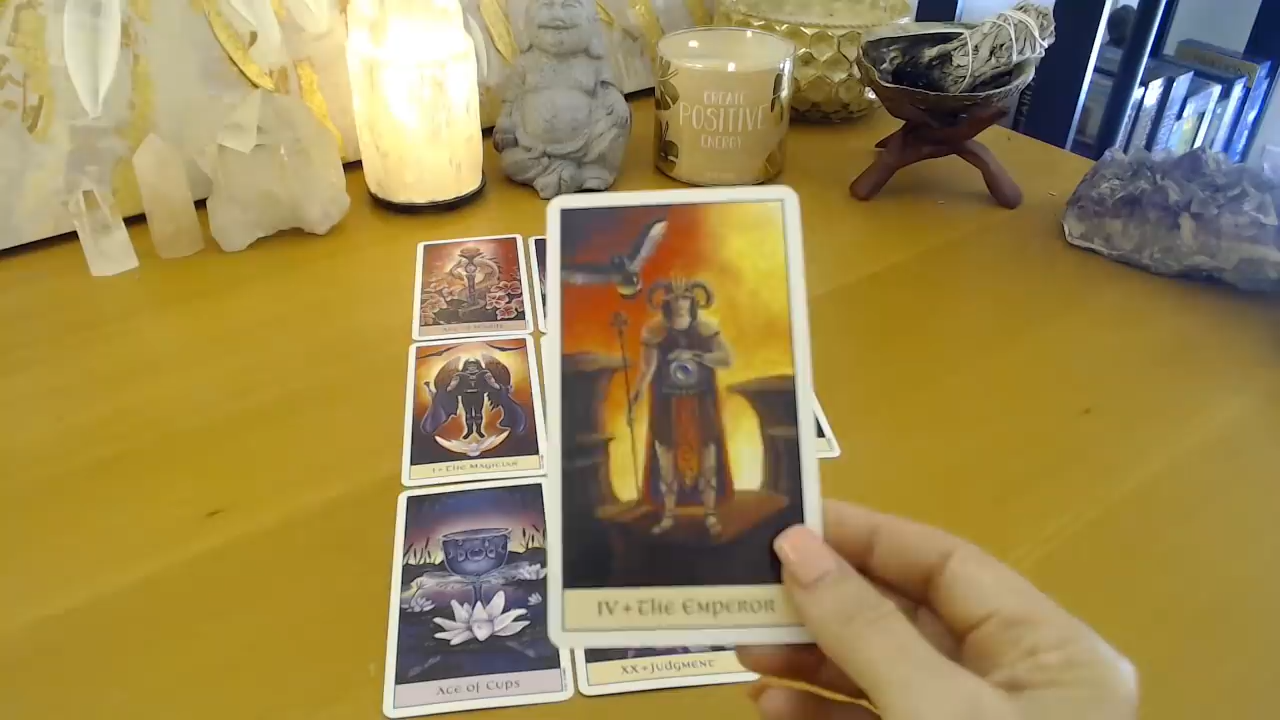 CREATE
POSITIVE
ENERGY
I + The Magician
IV + The Emperor
XX + Judgment
Ace of Cups